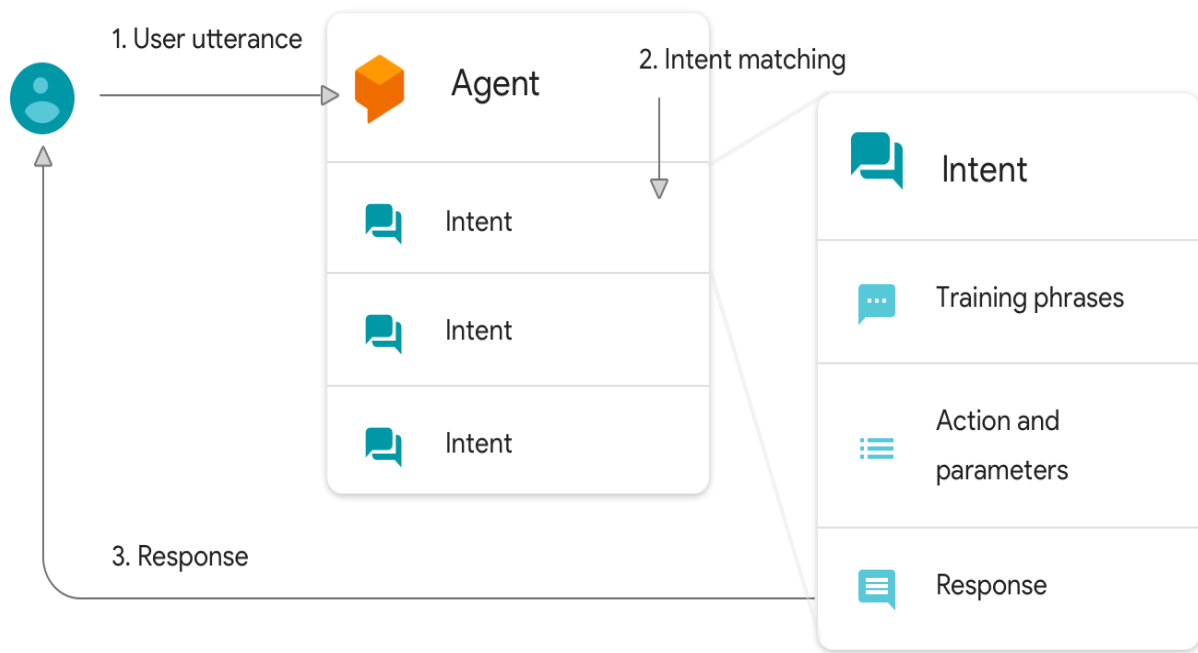 1. User utterance
Agent
2. Intent matching
Intent
Intent
Intent
Intent
Training phrases
Action and
parameters
Response
3. Response